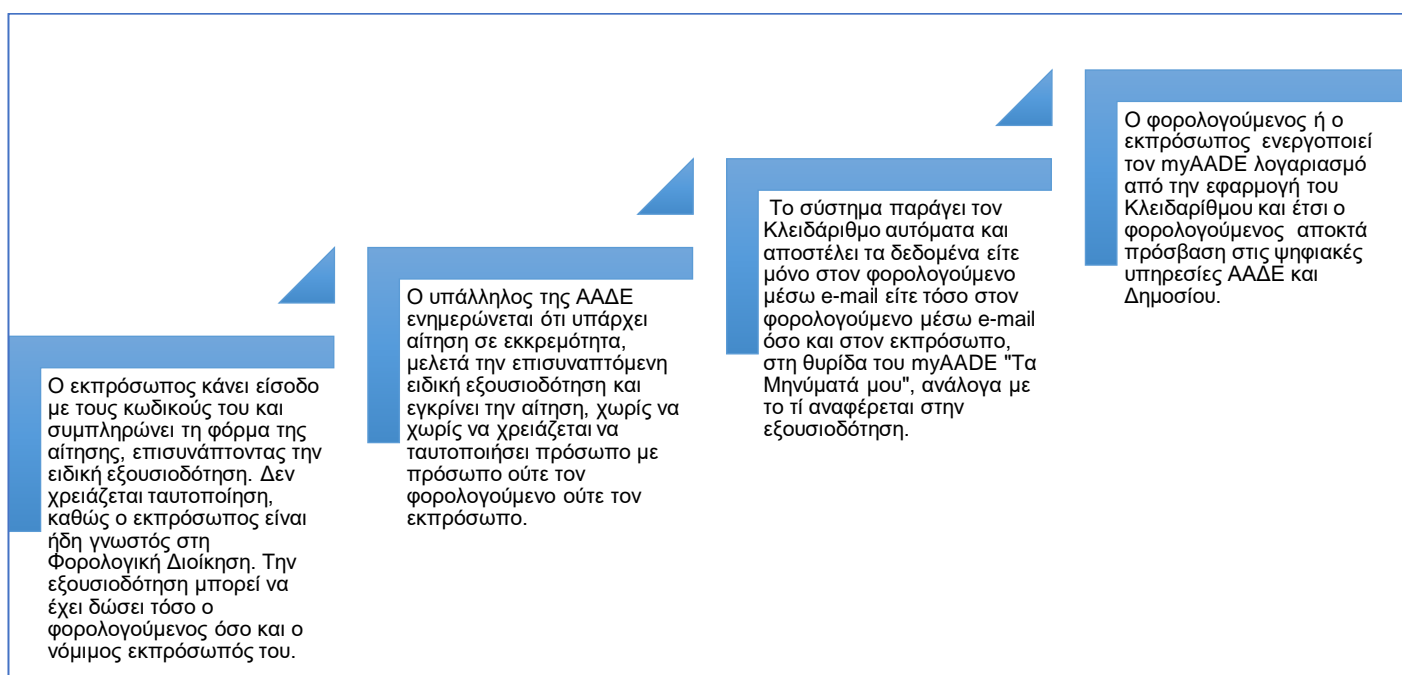 Ο εκπρόσωπος κάνει είσοδο
με τους κωδικούς του και
συμπληρώνει τη φόρμα της
αίτησης, επισυνάπτοντας την
ειδική εξουσιοδότηση. Δεν
χρειάζεται ταυτοποίηση,
καθώς ο εκπρόσωπος είναι
ήδη γνωστός στη
Φορολογική Διοίκηση. Την
εξουσιοδότηση μπορεί να
έχει δώσει τόσο ο
φορολογούμενος όσο και ο
νόμιμος εκπρόσωπός του.
Ο υπάλληλος της ΑΑΔΕ
ενημερώνεται ότι υπάρχει
αίτηση σε εκκρεμότητα,
μελετά την επισυναπτόμενη
ειδική εξουσιοδότηση και
εγκρίνει την αίτηση, χωρίς να
χωρίς να χρειάζεται να
ταυτοποιήσει πρόσωπο με
πρόσωπο ούτε τον
φορολογούμενο ούτε τον
εκπρόσωπο.
Το σύστημα παράγει τον
Κλειδάριθμο αυτόματα και
αποστέλει τα δεδομένα είτε
μόνο στον φορολογούμενο
μέσω e-mail είτε τόσο στον
φορολογούμενο μέσω e-mail
όσο και στον εκπρόσωπο,
στη θυρίδα του myAADE "Τα
Μηνύματά μου", ανάλογα με
το τί αναφέρεται στην
εξουσιοδότηση.
Ο φορολογούμενος ή ο
εκπρόσωπος ενεργοποιεί
τον myAADE λογαριασμό
από την εφαρμογή του
Κλειδαρίθμου και έτσι ο
φορολογούμενος αποκτά
πρόσβαση στις ψηφιακές
υπηρεσίες ΑΑΔΕ και
Δημοσίου.